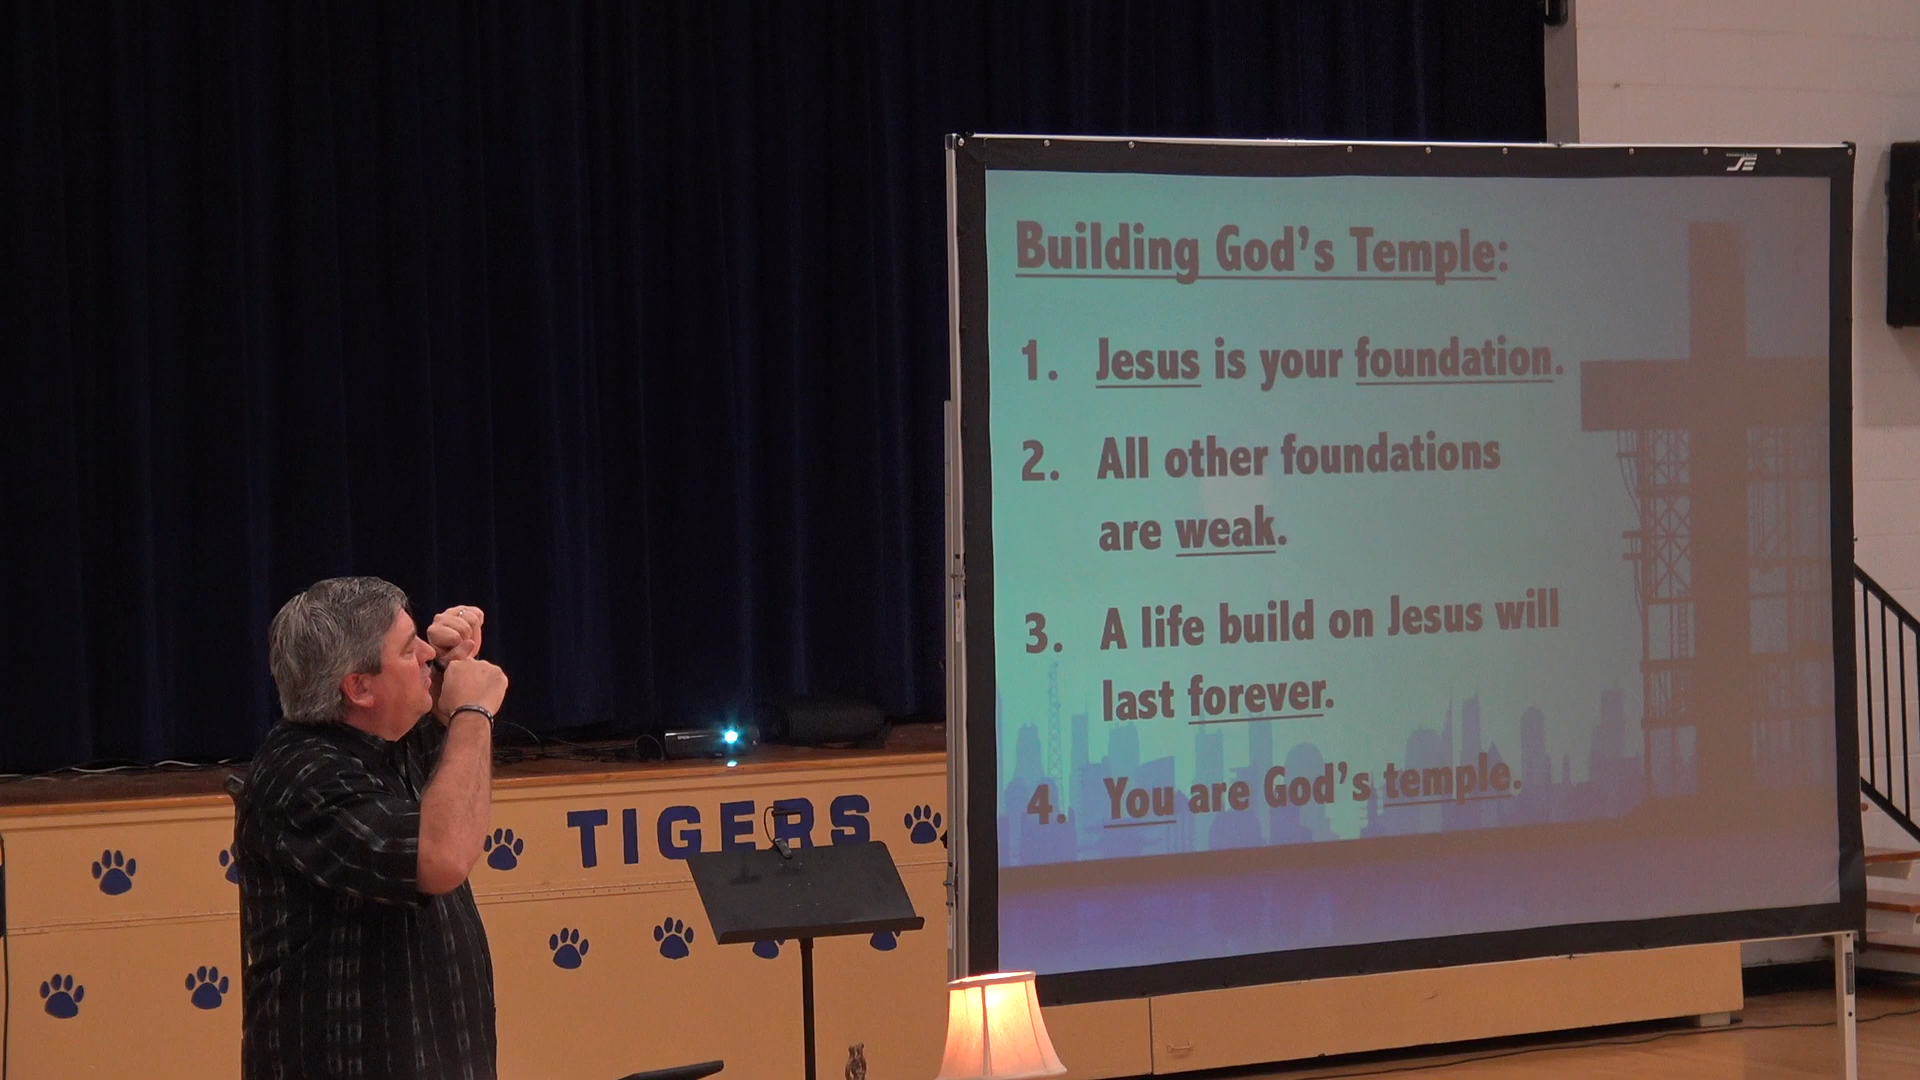 Building God's Temple:
1. Jesus is your foundation.
2. All other foundations
are weak.
3. A life build on Jesus will
last forever.
4. You are God's temple.
TIGERS